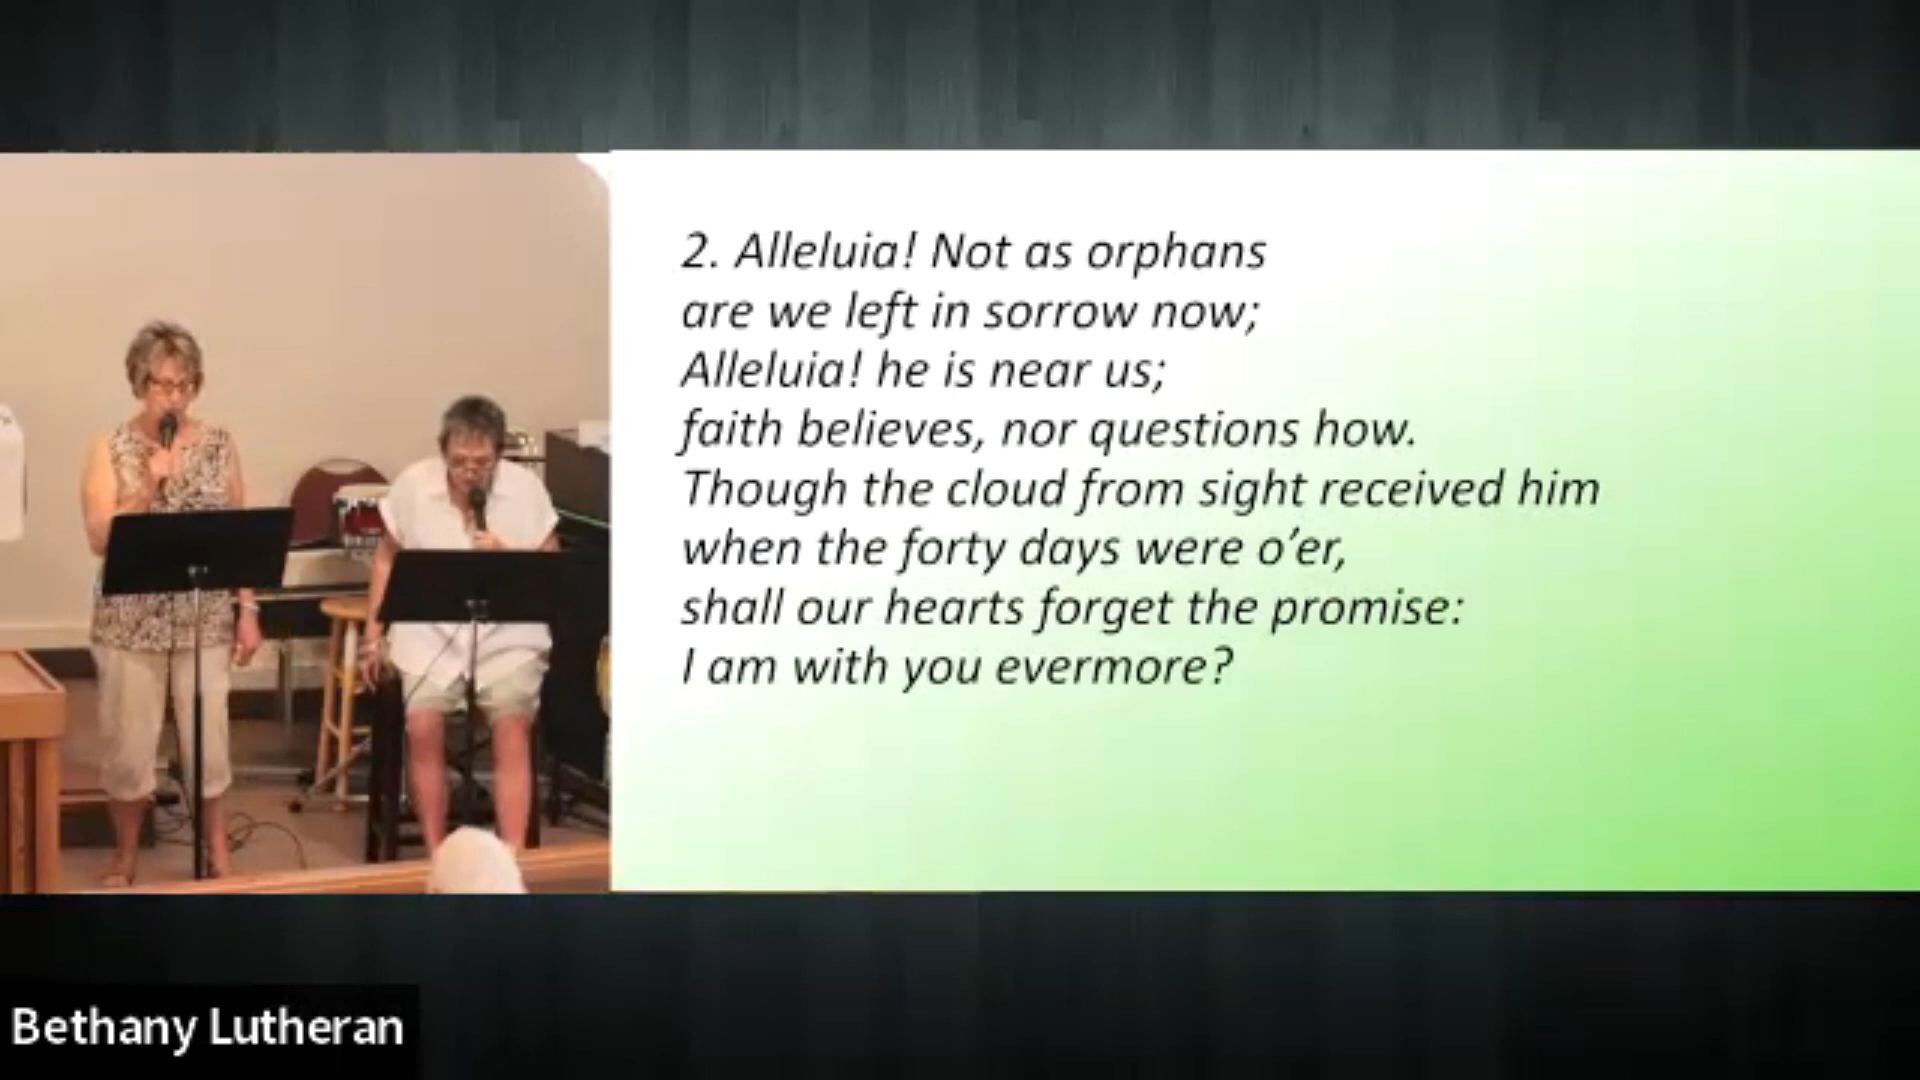 2. Alleluia! Not as orphans
are we left in sorrow now;
Alleluia! he is near us;
faith believes, nor questions how.
Though the cloud from sight received him
when the forty days were o’er,
shall our hearts forget the promise:
I am with you evermore?
Bethany Lutheran